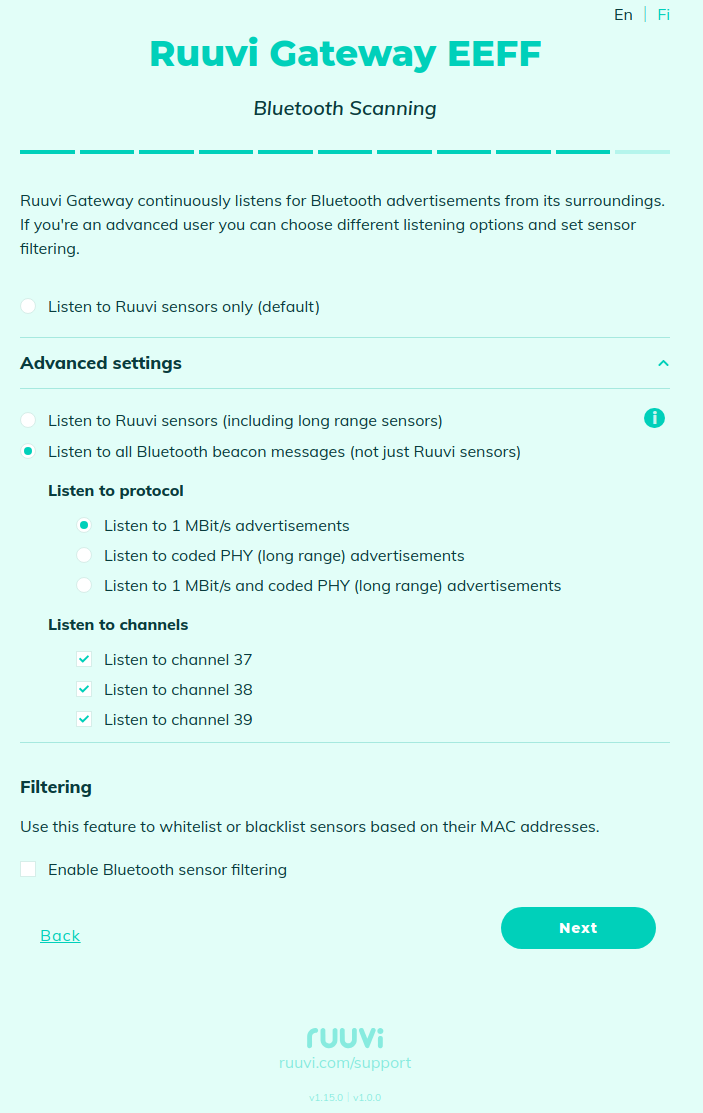 En | Fi
Ruuvi Gateway EEFF
Bluetooth Scanning
Ruuvi Gateway continuously listens for Bluetooth advertisements from its surroundings.
If you're an advanced user you can choose different listening options and set sensor
filtering.
Listen to Ruuvi sensors only (default)
Advanced settings
Listen to Ruuvi sensors (including long range sensors)
Listen to all Bluetooth beacon messages (not just Ruuvi sensors)
Listen to protocol
Listen to 1 MBit/s advertisements
Listen to coded PHY (long range) advertisements
Listen to 1 MBit/s and coded PHY (long range) advertisements
Listen to channels
Listen to channel 37
Listen to channel 38
Listen to channel 39
Filtering
Use this feature to whitelist or blacklist sensors based on their MAC addresses.
Enable Bluetooth sensor filtering
Back
Next
ruuvi
ruuvi.com/support
v1.15.0 | v1.0.0